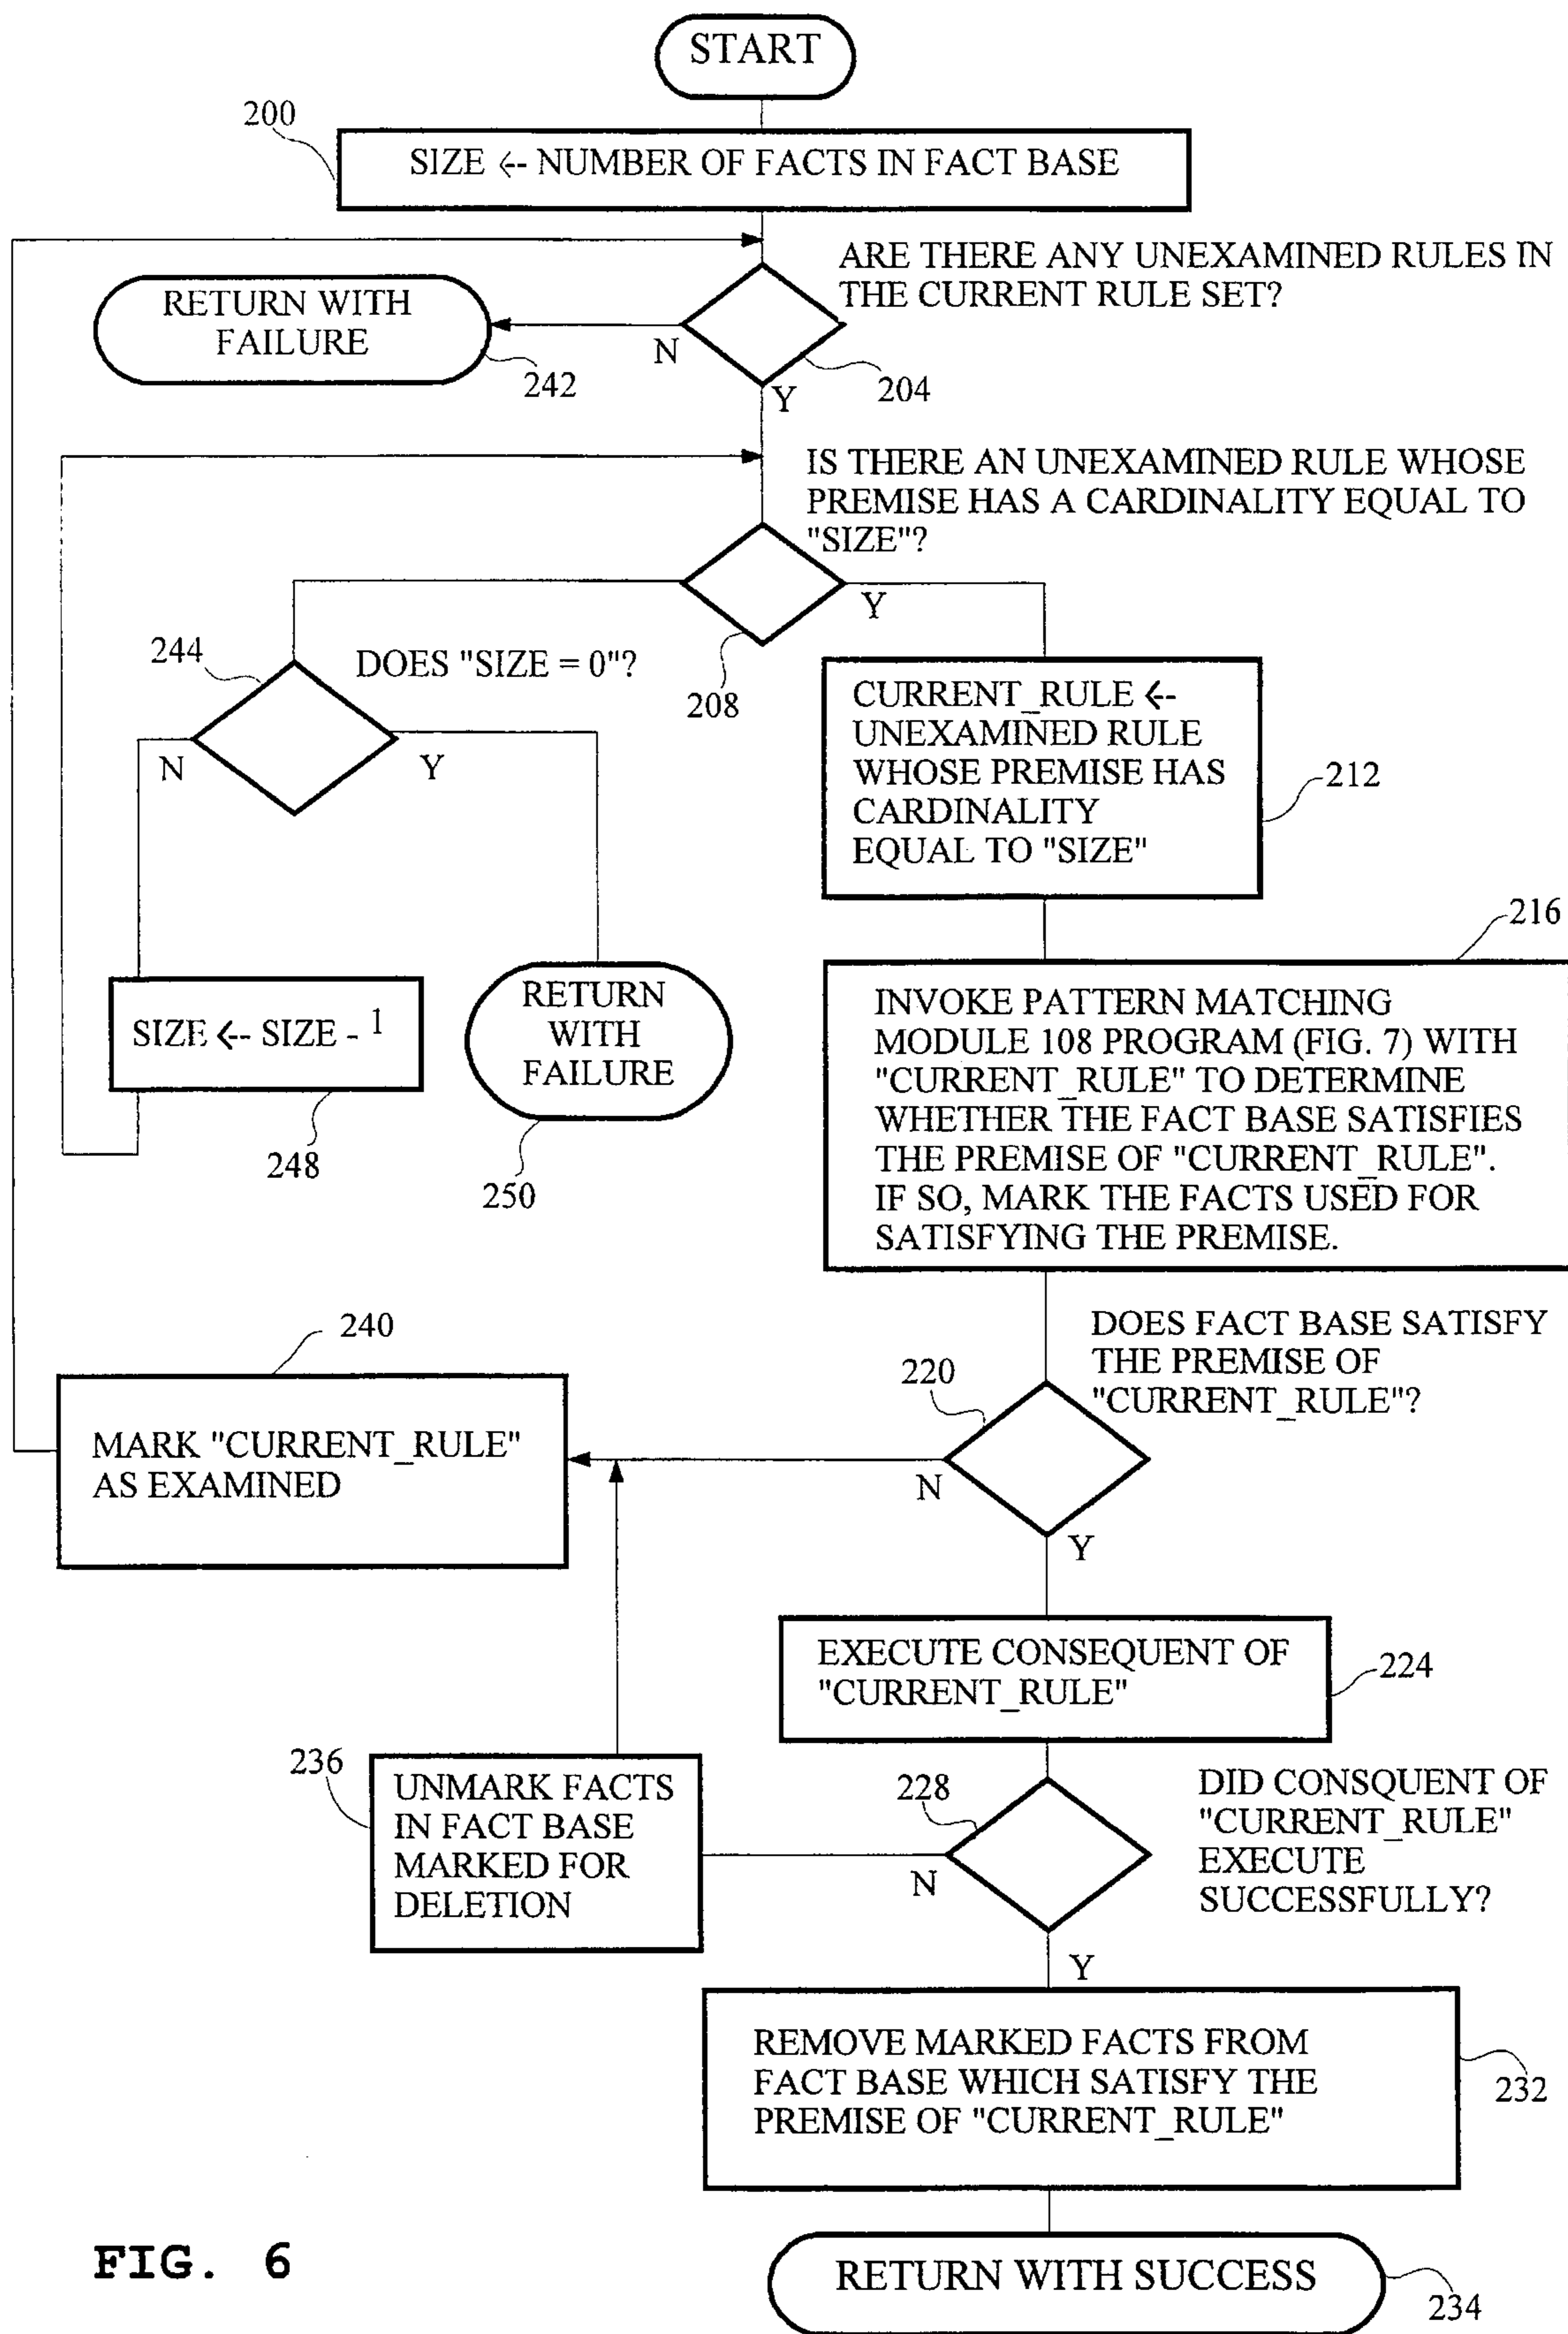 START
200
SIZE <-- NUMBER OF FACTS IN FACT BASE
ARE THERE ANY UNEXAMINED RULES IN
THE CURRENT RULE SET?
RETURN WITH
FAILURE
N
242
204
Y
IS THERE AN UNEXAMINED RULE WHOSE
PREMISE HAS A CARDINALITY EQUAL TO
"SIZE"?
Y
244
DOES "SIZE = 0"?
208
N
Y
CURRENT_RULE <--
UNEXAMINED RULE
WHOSE PREMISE HAS
CARDINALITY
EQUAL TO "SIZE"
212
216
SIZE <-- SIZE - 1
248
RETURN
WITH
FAILURE
250
INVOKE PATTERN MATCHING
MODULE 108 PROGRAM (FIG. 7) WITH
"CURRENT_RULE" TO DETERMINE
WHETHER THE FACT BASE SATISFIES
THE PREMISE OF "CURRENT_RULE".
IF SO, MARK THE FACTS USED FOR
SATISFYING THE PREMISE.
240
DOES FACT BASE SATISFY
THE PREMISE OF
"CURRENT_RULE"?
220
MARK "CURRENT_RULE"
AS EXAMINED
N
Y
EXECUTE CONSEQUENT OF
"CURRENT_RULE"
224
236
UNMARK FACTS
IN FACT BASE
MARKED FOR
DELETION
228
DID CONSQUENT OF
"CURRENT_RULE"
EXECUTE
SUCCESSFULLY?
N
Y
REMOVE MARKED FACTS FROM
FACT BASE WHICH SATISFY THE
PREMISE OF "CURRENT_RULE"
232
FIG. 6
RETURN WITH SUCCESS
234